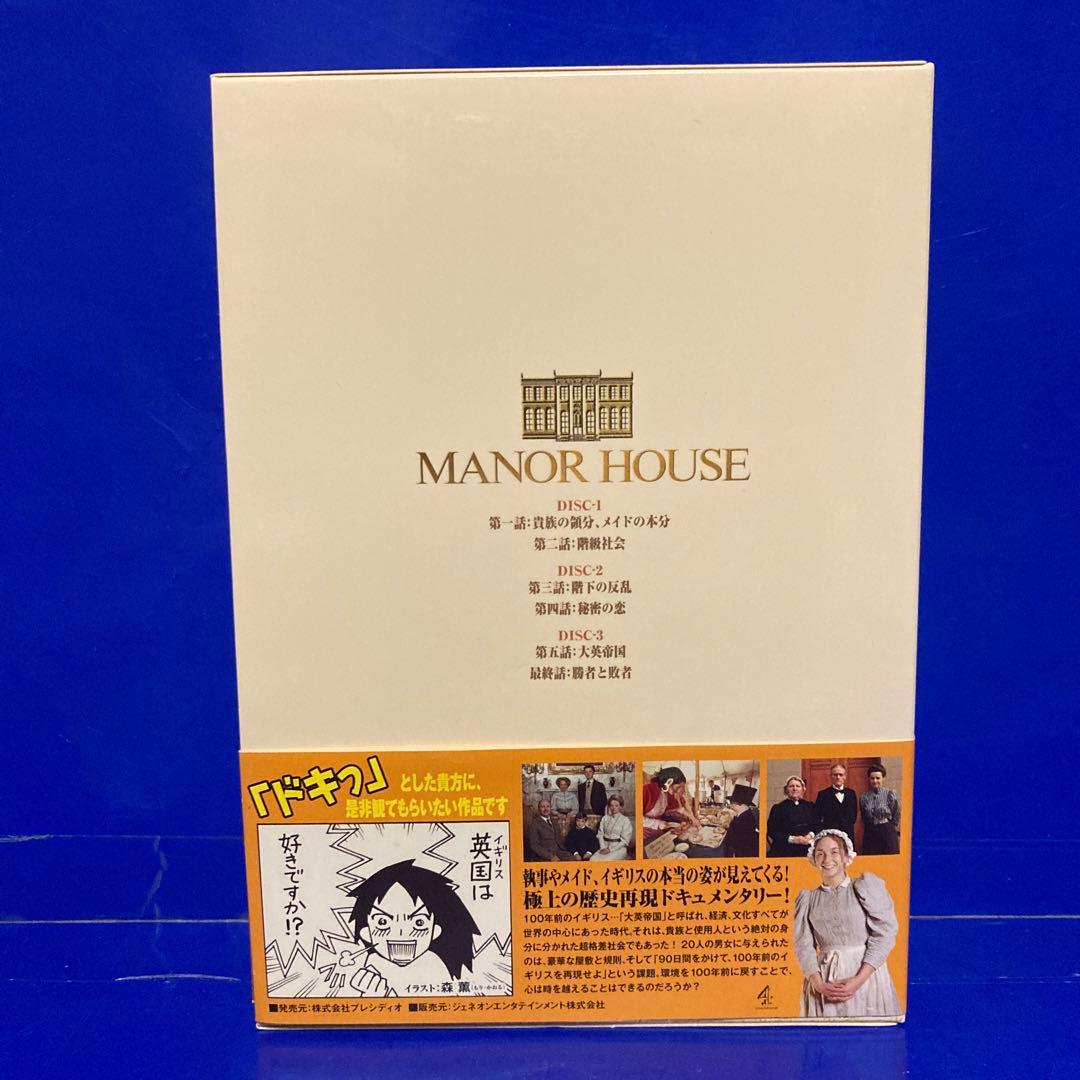 MANOR HOUSE
DISC-1
第一話:貴族の領分、メイドの本分
第二話:階級社会
DISC-2
第三話:階下の反乱
第四話:秘密の恋
DISC-3
第五話:大英帝国
最終話:勝者と敗者
「ドキっ」とした貴方に、
是非観てもらいたい作品です
イギリス
英国は
好きですか!?
イラスト:森 薫(もり・かおる)
執事やメイド、イギリスの本当の姿が見えてくる!
極上の歴史再現ドキュメンタリー!
100年前のイギリス…「大英帝国」と呼ばれ、経済、文化すべてが
世界の中心にあった時代。それは、貴族と使用人という絶対の身
分に分かれた超格差社会でもあった! 20人の男女に与えられた
のは、豪華な屋敷と規則、そして「90日間をかけて、100年前のイ
ギリスを再現せよ」という課題、環境を100年前に戻すことで、
心は時を越えることはできるのだろうか?
4
■発売元:株式会社プレシディオ ■販売元:ジェネオンエンタテインメント株式会社